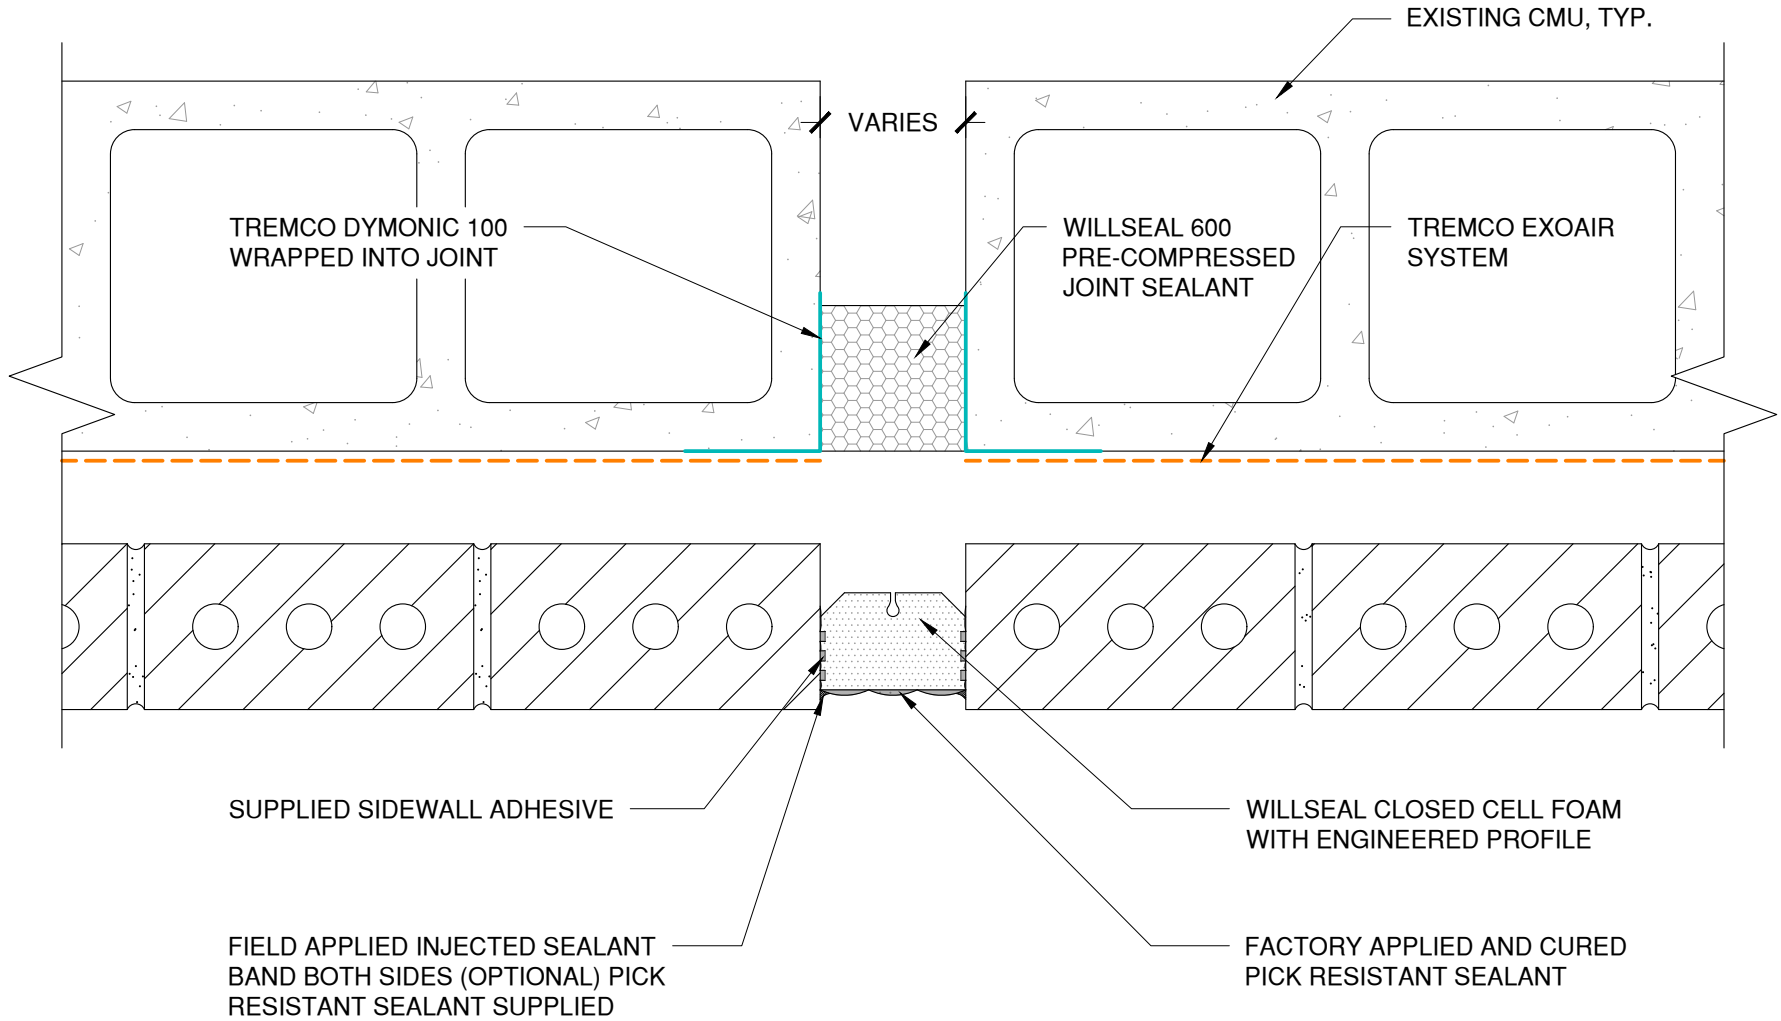 EXISTING CMU, TYP.
VARIES
TREMCO DYMONIC 100
WRAPPED INTO JOINT
WILLSEAL 600
PRE-COMPRESSED
JOINT SEALANT
TREMCO EXOAIR
SYSTEM
SUPPLIED SIDEWALL ADHESIVE
WILLSEAL CLOSED CELL FOAM
WITH ENGINEERED PROFILE
FIELD APPLIED INJECTED SEALANT
BAND BOTH SIDES (OPTIONAL) PICK
RESISTANT SEALANT SUPPLIED
FACTORY APPLIED AND CURED
PICK RESISTANT SEALANT